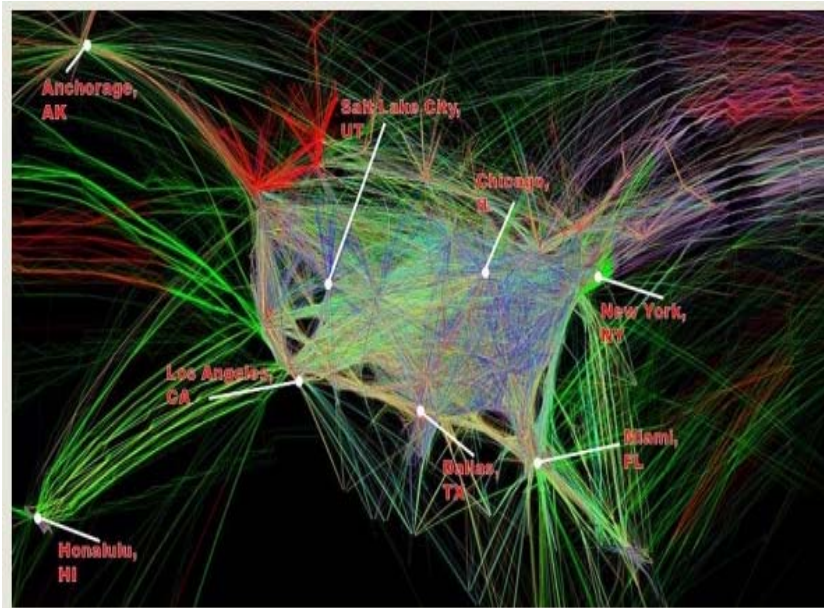 Anchorage,
AK
Salt Lake City,
UT
Chicago,
IL
New York,
NY
Los Angeles,
CA
Miami,
FL
Dallas,
TX
Honalulu,
HI